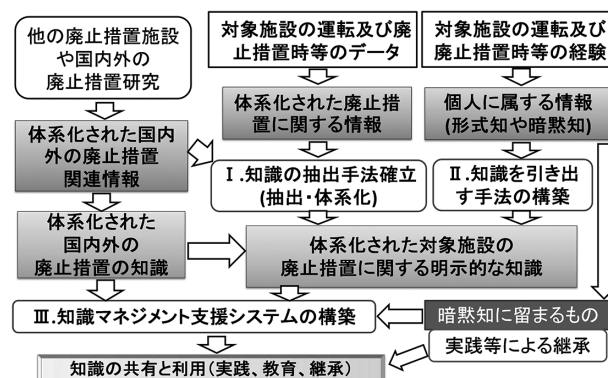 他の廃止措置施設
や国内外の
廃止措置研究
対象施設の運転及び廃
止措置時等のデータ
対象施設の運転及び
廃止措置時等の経験
体系化された国内
外の廃止措置
関連情報
体系化された廃止措
置に関する情報
個人に属する情報
(形式知や暗黙知)
Ⅰ.知識の抽出手法確立
(抽出・体系化)
Ⅱ.知識を引き出
す手法の構築
体系化された
国内外の
廃止措置の知識
体系化された対象施設の
廃止措置に関する明示的な知識
Ⅲ.知識マネジメント支援システムの構築
暗黙知に留まるもの
実践等による継承
知識の共有と利用(実践、教育、継承)